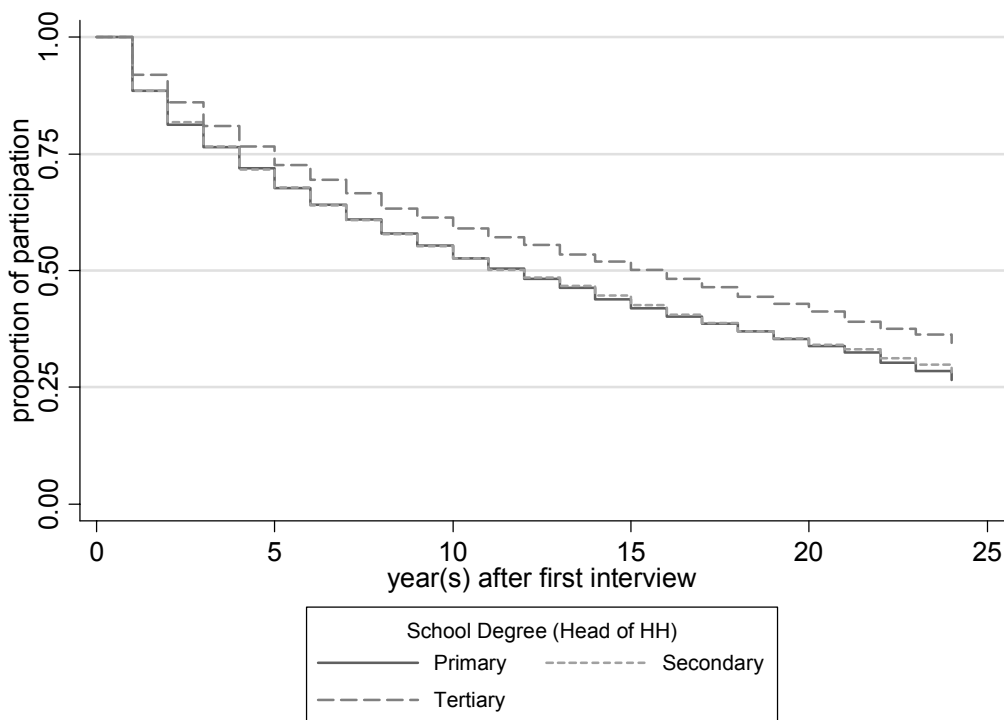 1.00
0.75
0.50
0.25
0.00
proportion of participation
0 5 10 15 20 25
year(s) after first interview
School Degree (Head of HH)
Primary Secondary
Tertiary